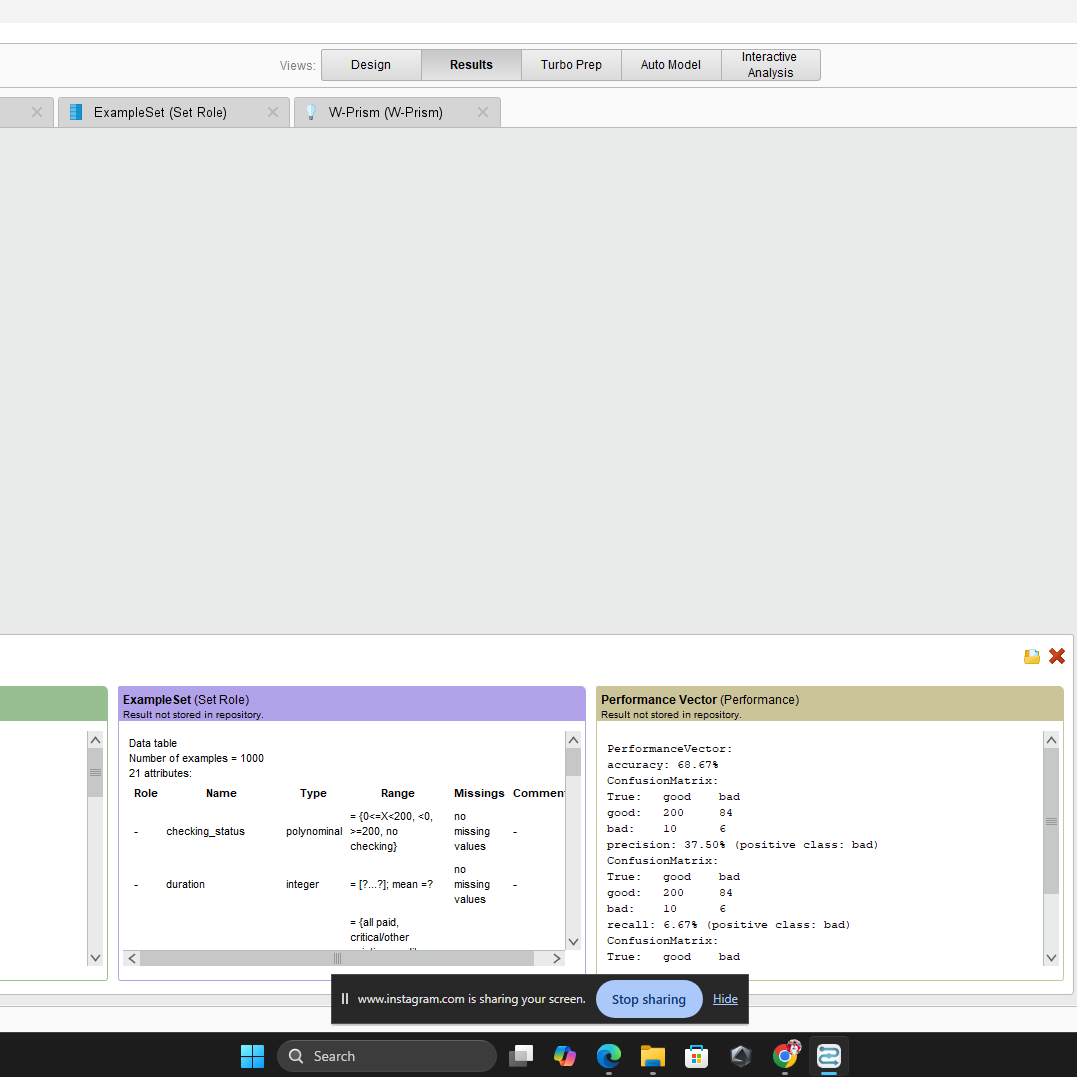 Views:
Design
Results
Turbo Prep
Auto Model
Interactive
Analysis
ExampleSet (Set Role)
W-Prism (W-Prism)
ExampleSet (Set Role)
Result not stored in repository.
Data table
Number of examples = 1000
21 attributes:
Role Name Type Range Missings Commen
= {0<=X<200, <0, no
- checking_status polynominal >=200, no missing -
checking} values
no
- duration integer = [?...?]; mean =? missing -
values
= {all paid,
critical/other
Performance Vector (Performance)
Result not stored in repository.
PerformanceVector:
accuracy: 68.67%
ConfusionMatrix:
True: good bad
good: 200 84
bad: 10 6
precision: 37.50% (positive class: bad)
ConfusionMatrix:
True: good bad
good: 200 84
bad: 10 6
recall: 6.67% (positive class: bad)
ConfusionMatrix:
True: good bad
www.instagram.com is sharing your screen.
Stop sharing
Hide
Search